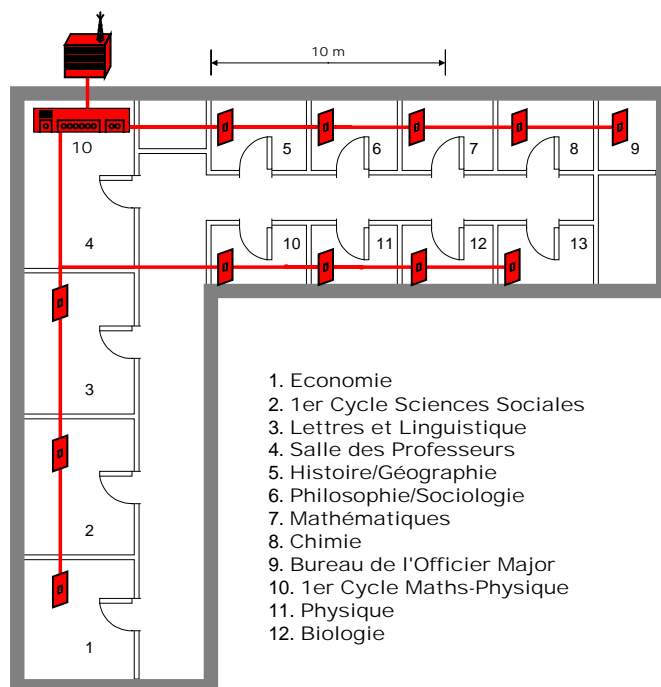 10 m
10
5
6
7
8
9
4
10
11
12
13
3
2
1
1. Economie
2. 1er Cycle Sciences Sociales
3. Lettres et Linguistique
4. Salle des Professeurs
5. Histoire/Géographie
6. Philosophie/Sociologie
7. Mathématiques
8. Chimie
9. Bureau de l'Officier Major
10. 1er Cycle Maths-Physique
11. Physique
12. Biologie